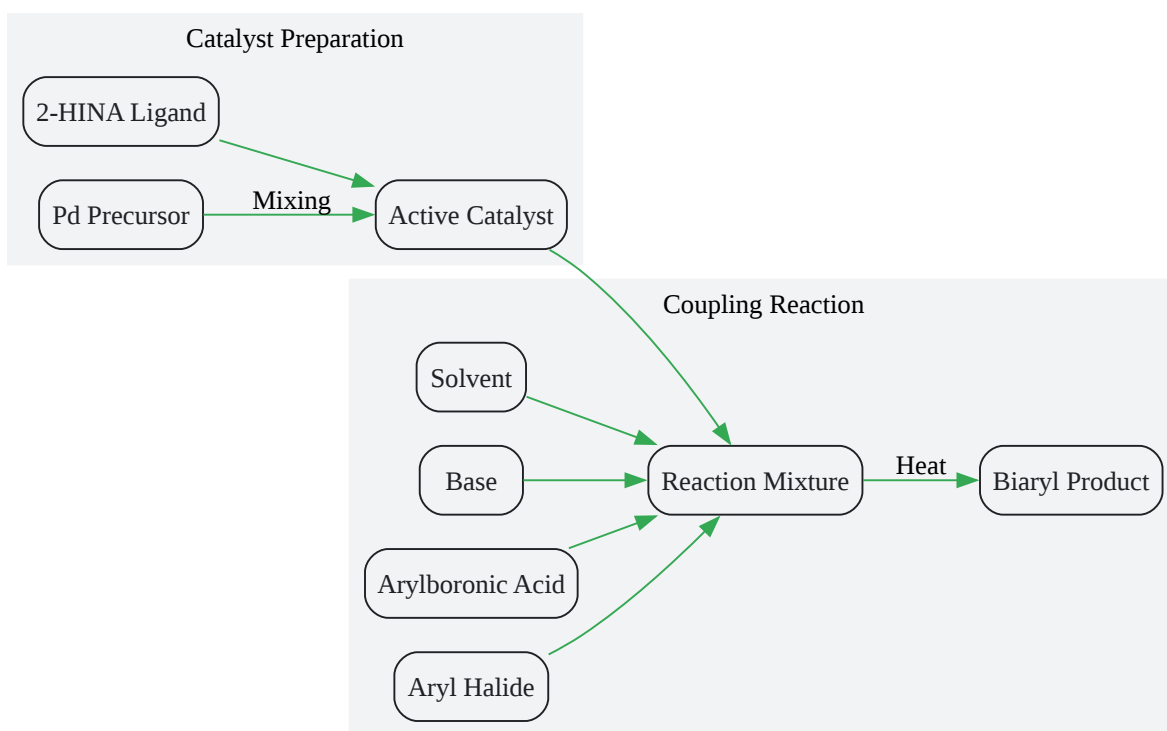 Catalyst Preparation
2-HINA Ligand
Pd Precursor
Mixing
Active Catalyst
Coupling Reaction
Solvent
Base
Arylboronic Acid
Aryl Halide
Reaction Mixture
Heat
Biaryl Product